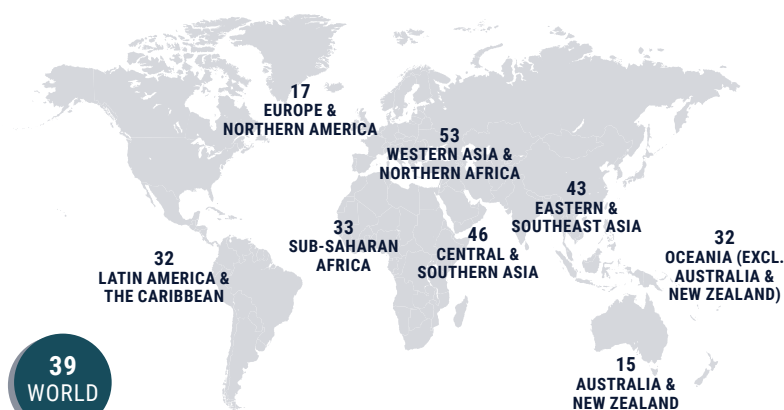 17
EUROPE &
NORTHERN AMERICA
53
WESTERN ASIA &
NORTHERN AFRICA
43
EASTERN &
SOUTHEAST ASIA
33
SUB-SAHARAN
AFRICA
46
CENTRAL &
SOUTHERN ASIA
32
OCEANIA (EXCL.
AUSTRALIA &
NEW ZEALAND)
32
LATIN AMERICA &
THE CARIBBEAN
39
WORLD
15
AUSTRALIA &
NEW ZEALAND